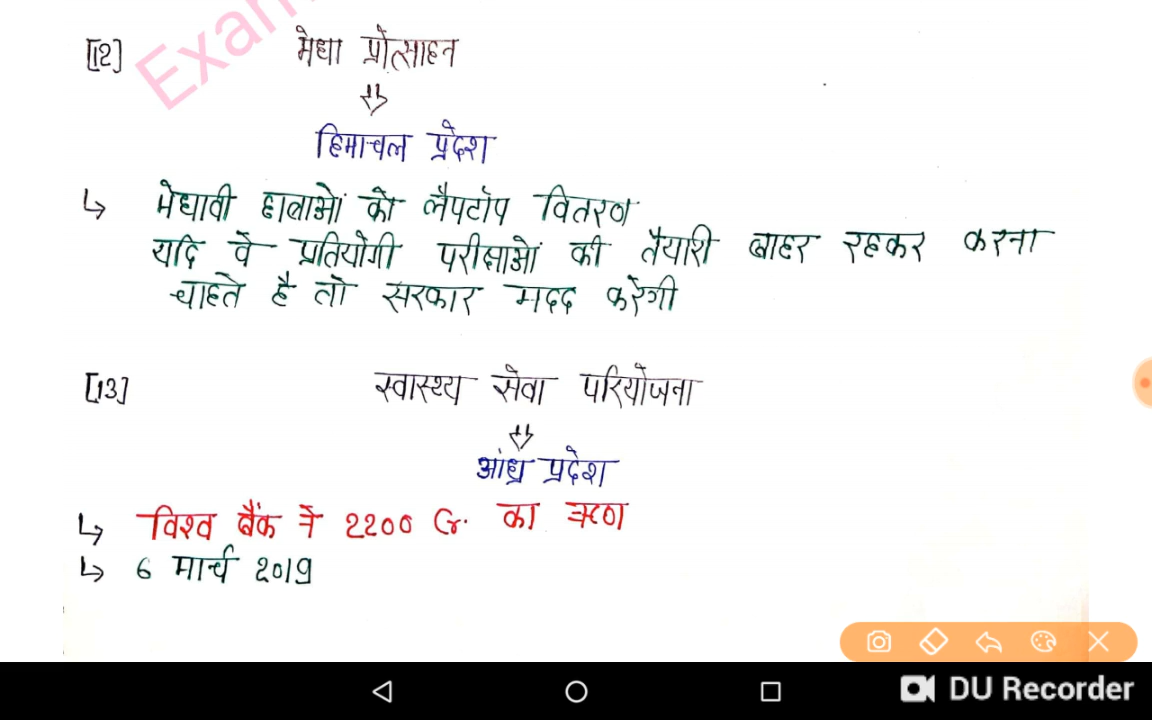 Exam
[12] मेधा प्रोत्साहन
हिमाचल प्रदेश
↳ मेधावी छात्राओं को लैपटॉप वितरण
यदि वे प्रतियोगी परीक्षाओं की तैयारी बाहर रहकर करना
चाहते है तो सरकार मदद करेगी
[13] स्वास्थ्य सेवा परियोजना
आंध्र प्रदेश
↳ विश्व बैंक ने 2200 Cr. का ऋण
↳ 6 मार्च 2019
DU Recorder